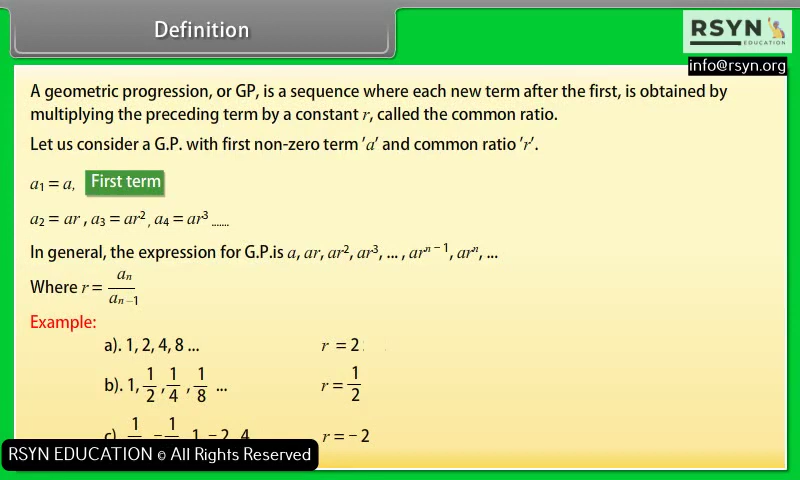 Definition
RSYN
EDUCATION
info@rsyn.org
A geometric progression, or GP, is a sequence where each new term after the first, is obtained by
multiplying the preceding term by a constant r, called the common ratio.
Let us consider a G.P. with first non-zero term 'a' and common ratio 'r'.
a₁ = a, First term
a₂ = ar , a₃ = ar² , a₄ = ar³ .......
In general, the expression for G.P.is a, ar, ar², ar³, ... , arⁿ⁻¹, arⁿ, ...
Where r = aₙ/aₙ₋₁
Example:
a). 1, 2, 4, 8 ... r = 2
b). 1, 1/2 , 1/4 , 1/8 ... r = 1/2
c). 1, – 2, 4 r = – 2
RSYN EDUCATION © All Rights Reserved